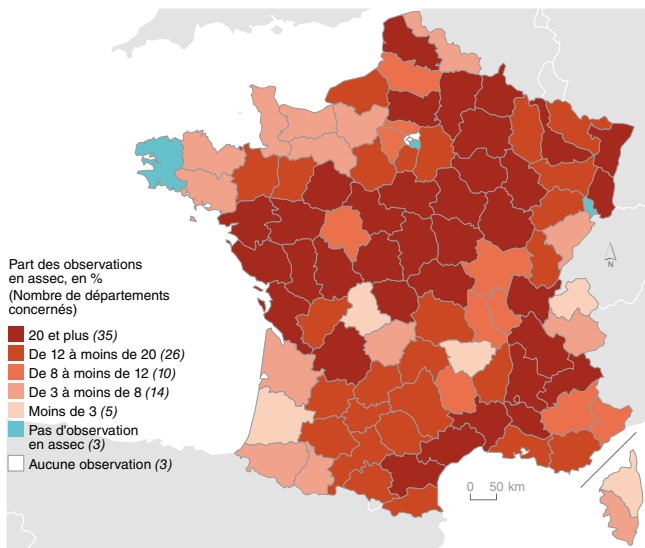 Part des observations
en assec, en %
(Nombre de départements
concernés)
20 et plus (35)
De 12 à moins de 20 (26)
De 8 à moins de 12 (10)
De 3 à moins de 8 (14)
Moins de 3 (5)
Pas d'observation
en assec (3)
Aucune observation (3)
N
0 50 km